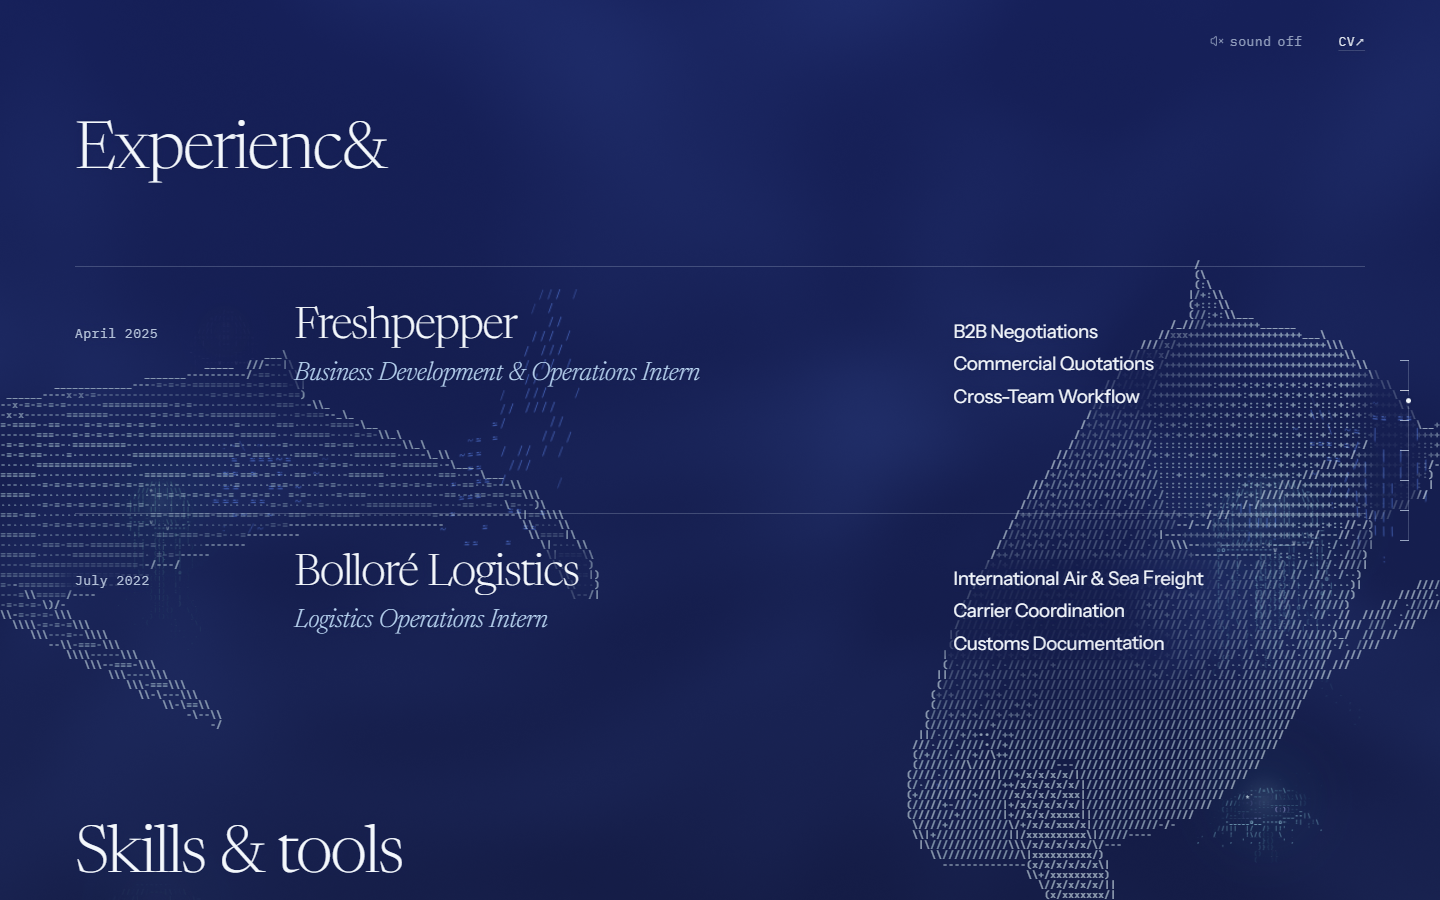 sound off
CV↗
Experienc&
April 2025
Freshpepper
Business Development & Operations Intern
B2B Negotiations
Commercial Quotations
Cross-Team Workflow
July 2022
Bolloré Logistics
Logistics Operations Intern
International Air & Sea Freight
Carrier Coordination
Customs Documentation
Skills & tools